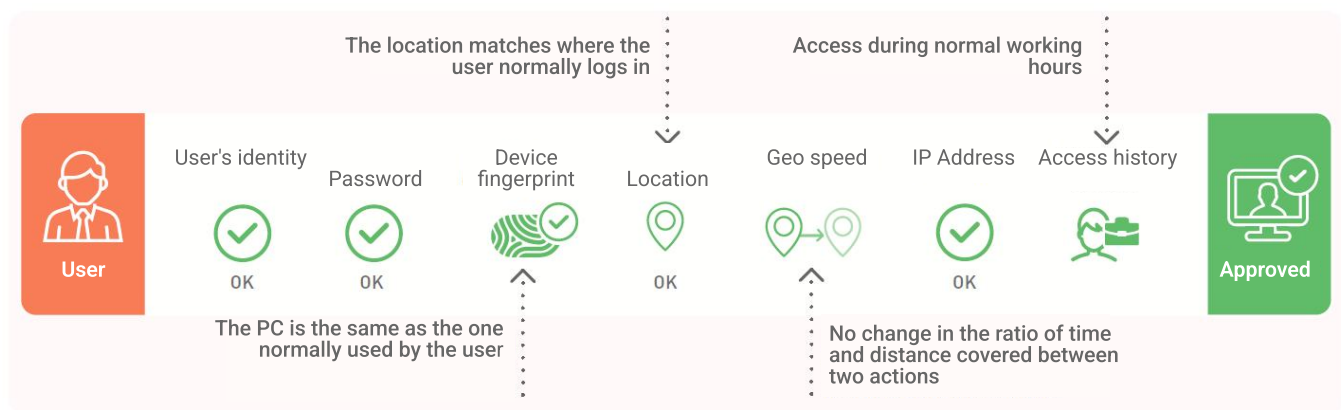 The location matches where the
user normally logs in
Access during normal working
hours
User
User's identity
OK
Password
OK
Device
fingerprint
Location
OK
Geo speed
IP Address
OK
Access history
Approved
The PC is the same as the one
normally used by the user
No change in the ratio of time
and distance covered between
two actions